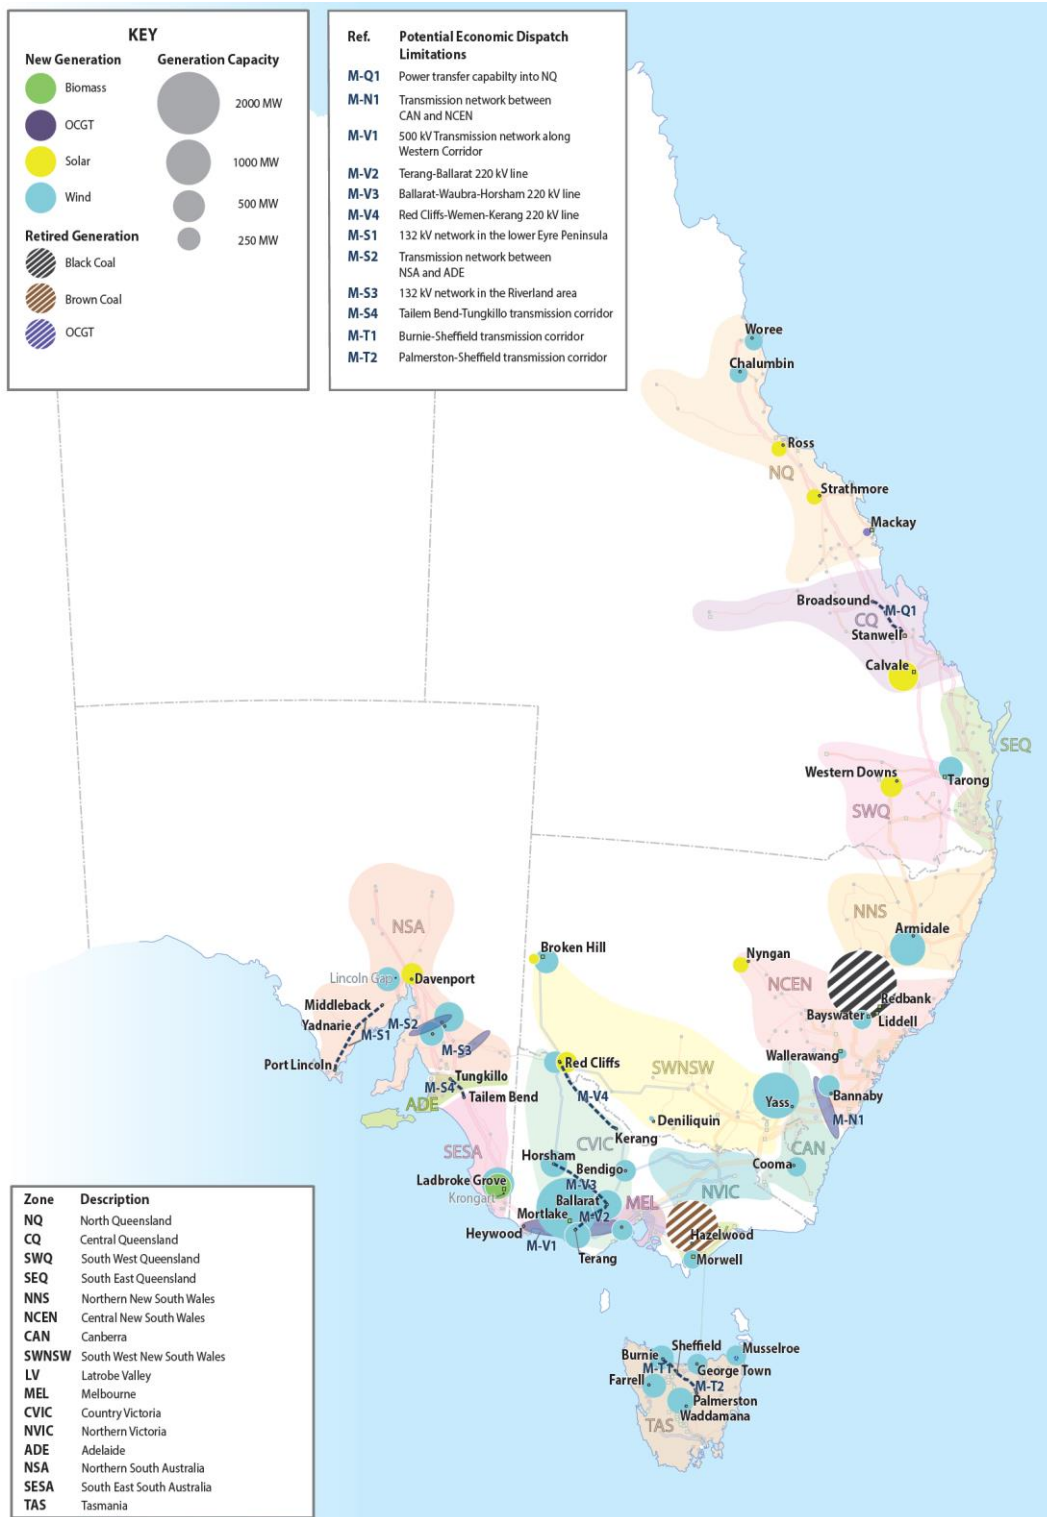 KEY
New Generation
Generation Capacity
Biomass
OCGT
Solar
Wind
2000 MW
1000 MW
500 MW
250 MW
Retired Generation
Black Coal
Brown Coal
OCGT
Ref. Potential Economic Dispatch
Limitations
M-Q1 Power transfer capabilty into NQ
M-N1 Transmission network between
CAN and NCEN
M-V1 500 kV Transmission network along
Western Corridor
M-V2 Terang-Ballarat 220 kV line
M-V3 Ballarat-Waubra-Horsham 220 kV line
M-V4 Red Cliffs-Wemen-Kerang 220 kV line
M-S1 132 kV network in the lower Eyre Peninsula
M-S2 Transmission network between
NSA and ADE
M-S3 132 kV network in the Riverland area
M-S4 Tailem Bend-Tungkillo transmission corridor
M-T1 Burnie-Sheffield transmission corridor
M-T2 Palmerston-Sheffield transmission corridor
Woree
Chalumbin
Ross
NQ
Strathmore
Mackay
Broadsound
M-Q1
CQ
Stanwell
Calvale
SEQ
Western Downs
Tarong
SWQ
NNS
Armidale
NSA
Broken Hill
Nyngan
Lincoln Gap
Davenport
NCEN
Middleback
Redbank
Yadnarie
M-S2
Bayswater
Liddell
M-S1
M-S3
Wallerawang
Port Lincoln
Red Cliffs
SWNSW
Tungkillo
M-S4
Tailem Bend
M-V4
Yass
Bannaby
ADE
Deniliquin
M-N1
Kerang
SESA
CVIC
CAN
Horsham
Bendigo
Cooma
Ladbroke Grove
M-V3
NVIC
Krongart
Ballarat
MEL
Mortlake
M-V2
Heywood
Hazelwood
M-V1
Terang
Morwell
Sheffield
Musselroe
Burnie
M-T1
George Town
Farrell
M-T2
Palmerston
Waddamana
TAS
Zone Description
NQ North Queensland
CQ Central Queensland
SWQ South West Queensland
SEQ South East Queensland
NNS Northern New South Wales
NCEN Central New South Wales
CAN Canberra
SWNSW South West New South Wales
LV Latrobe Valley
MEL Melbourne
CVIC Country Victoria
NVIC Northern Victoria
ADE Adelaide
NSA Northern South Australia
SESA South East South Australia
TAS Tasmania